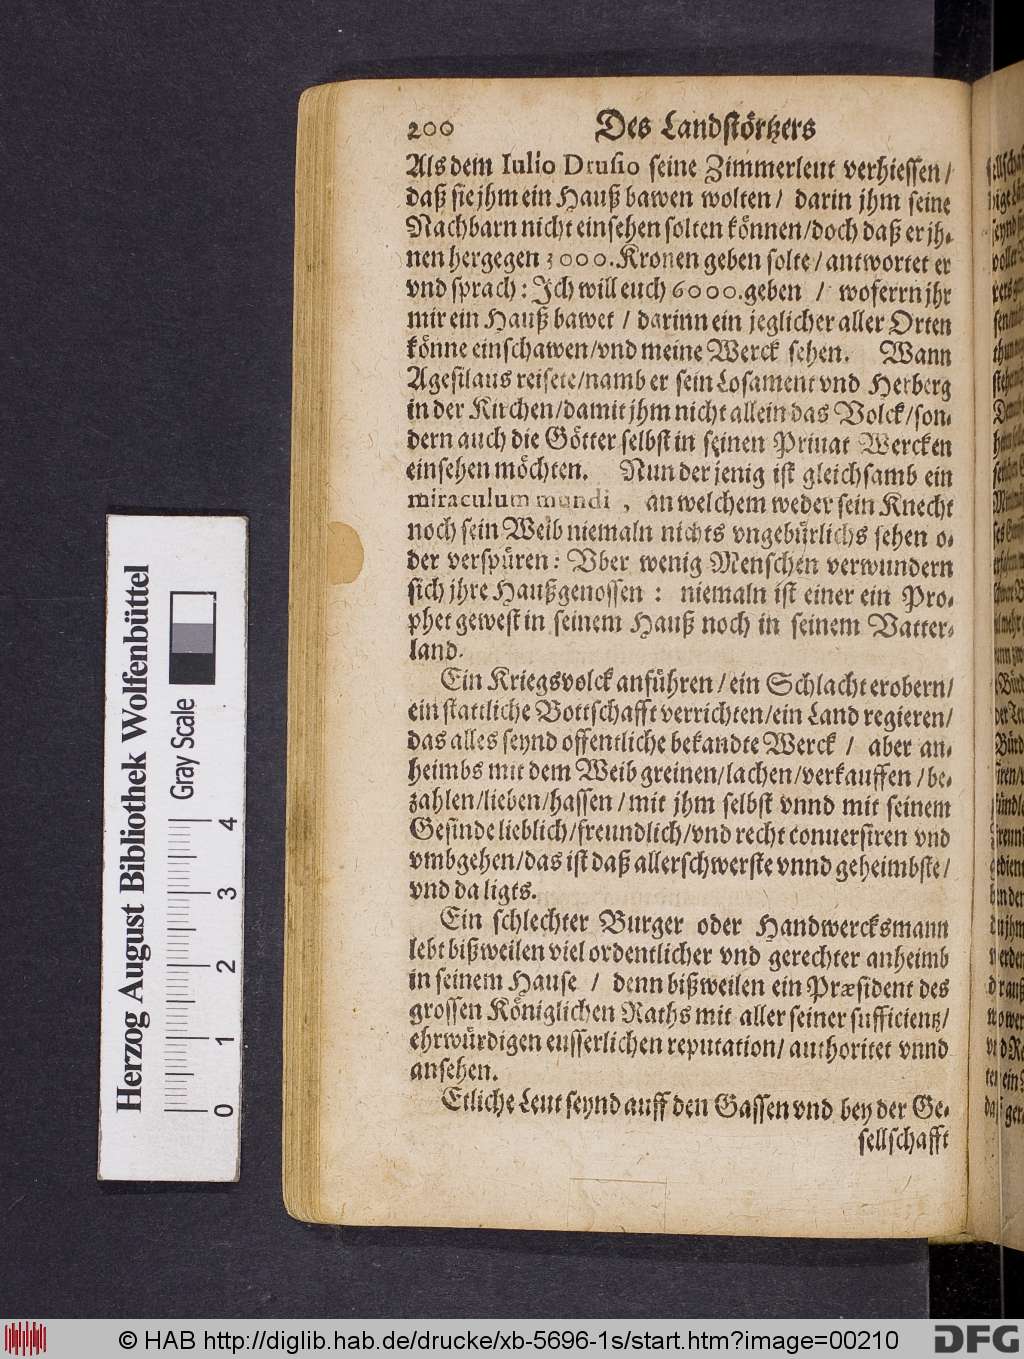 200 Des Landstörtzers
Als dem Iulio Drusio seine Zimmerleut verhiessen/
daß sie jhm ein Hauß bawen wolten/ darin jhm seine
Nachbarn nicht einsehen solten können/doch daß er jh-
nen hergegen 3000. Kronen geben solte/antwortet er
vnd sprach: Jch will euch 6000. geben / woferrn jhr
mir ein Hauß bawet / darinn ein jeglicher aller Orten
könne einschawen/vnd meine Werck sehen. Wann
Agesilaus reisete/namb er sein Losament vnd Herberg
in der Kirchen/damit jhm nicht allein das Volck/son-
dern auch die Götter selbst in seinen Priuat Wercken
einsehen möchten. Nun der jenig ist gleichsamb ein
miraculum mundi, an welchem weder sein Knecht
noch sein Weib niemaln nichts vngebürlichs sehen o-
der verspüren: Vber wenig Menschen verwundern
sich jhre Haußgenossen : niemaln ist einer ein Pro-
phet gewest in seinem Hauß noch in seinem Vatter-
land.
Ein Kriegsvolck anführen/ein Schlacht erobern/
ein stattliche Bottschafft verrichten/ein Land regieren/
das alles seynd offentliche bekandte Werck / aber an-
heimbs mit dem Weib greinen/lachen/verkauffen/be-
zahlen/lieben/hassen/mit jhm selbst vnnd mit seinem
Gesinde lieblich/freundlich/vnd recht conuersiren vnd
vmbgehen/das ist daß allerschwerste vnnd geheimbste/
vnd da ligts.
Ein schlechter Burger oder Handwercksmann
lebt bißweilen viel ordentlicher vnd gerechter anheimb
in seinem Hause / denn bißweilen ein Præsident des
grossen Königlichen Raths mit aller seiner sufficientz/
ehrwürdigen eusserlichen reputation/ authoritet vnnd
ansehen.
Etliche Leut seynd auff den Gassen vnd bey der Ge-
sellschafft
Herzog August Bibliothek Wolfenbüttel
Gray Scale
0 1 2 3 4
© HAB http://diglib.hab.de/drucke/xb-5696-1s/start.htm?image=00210
DFG